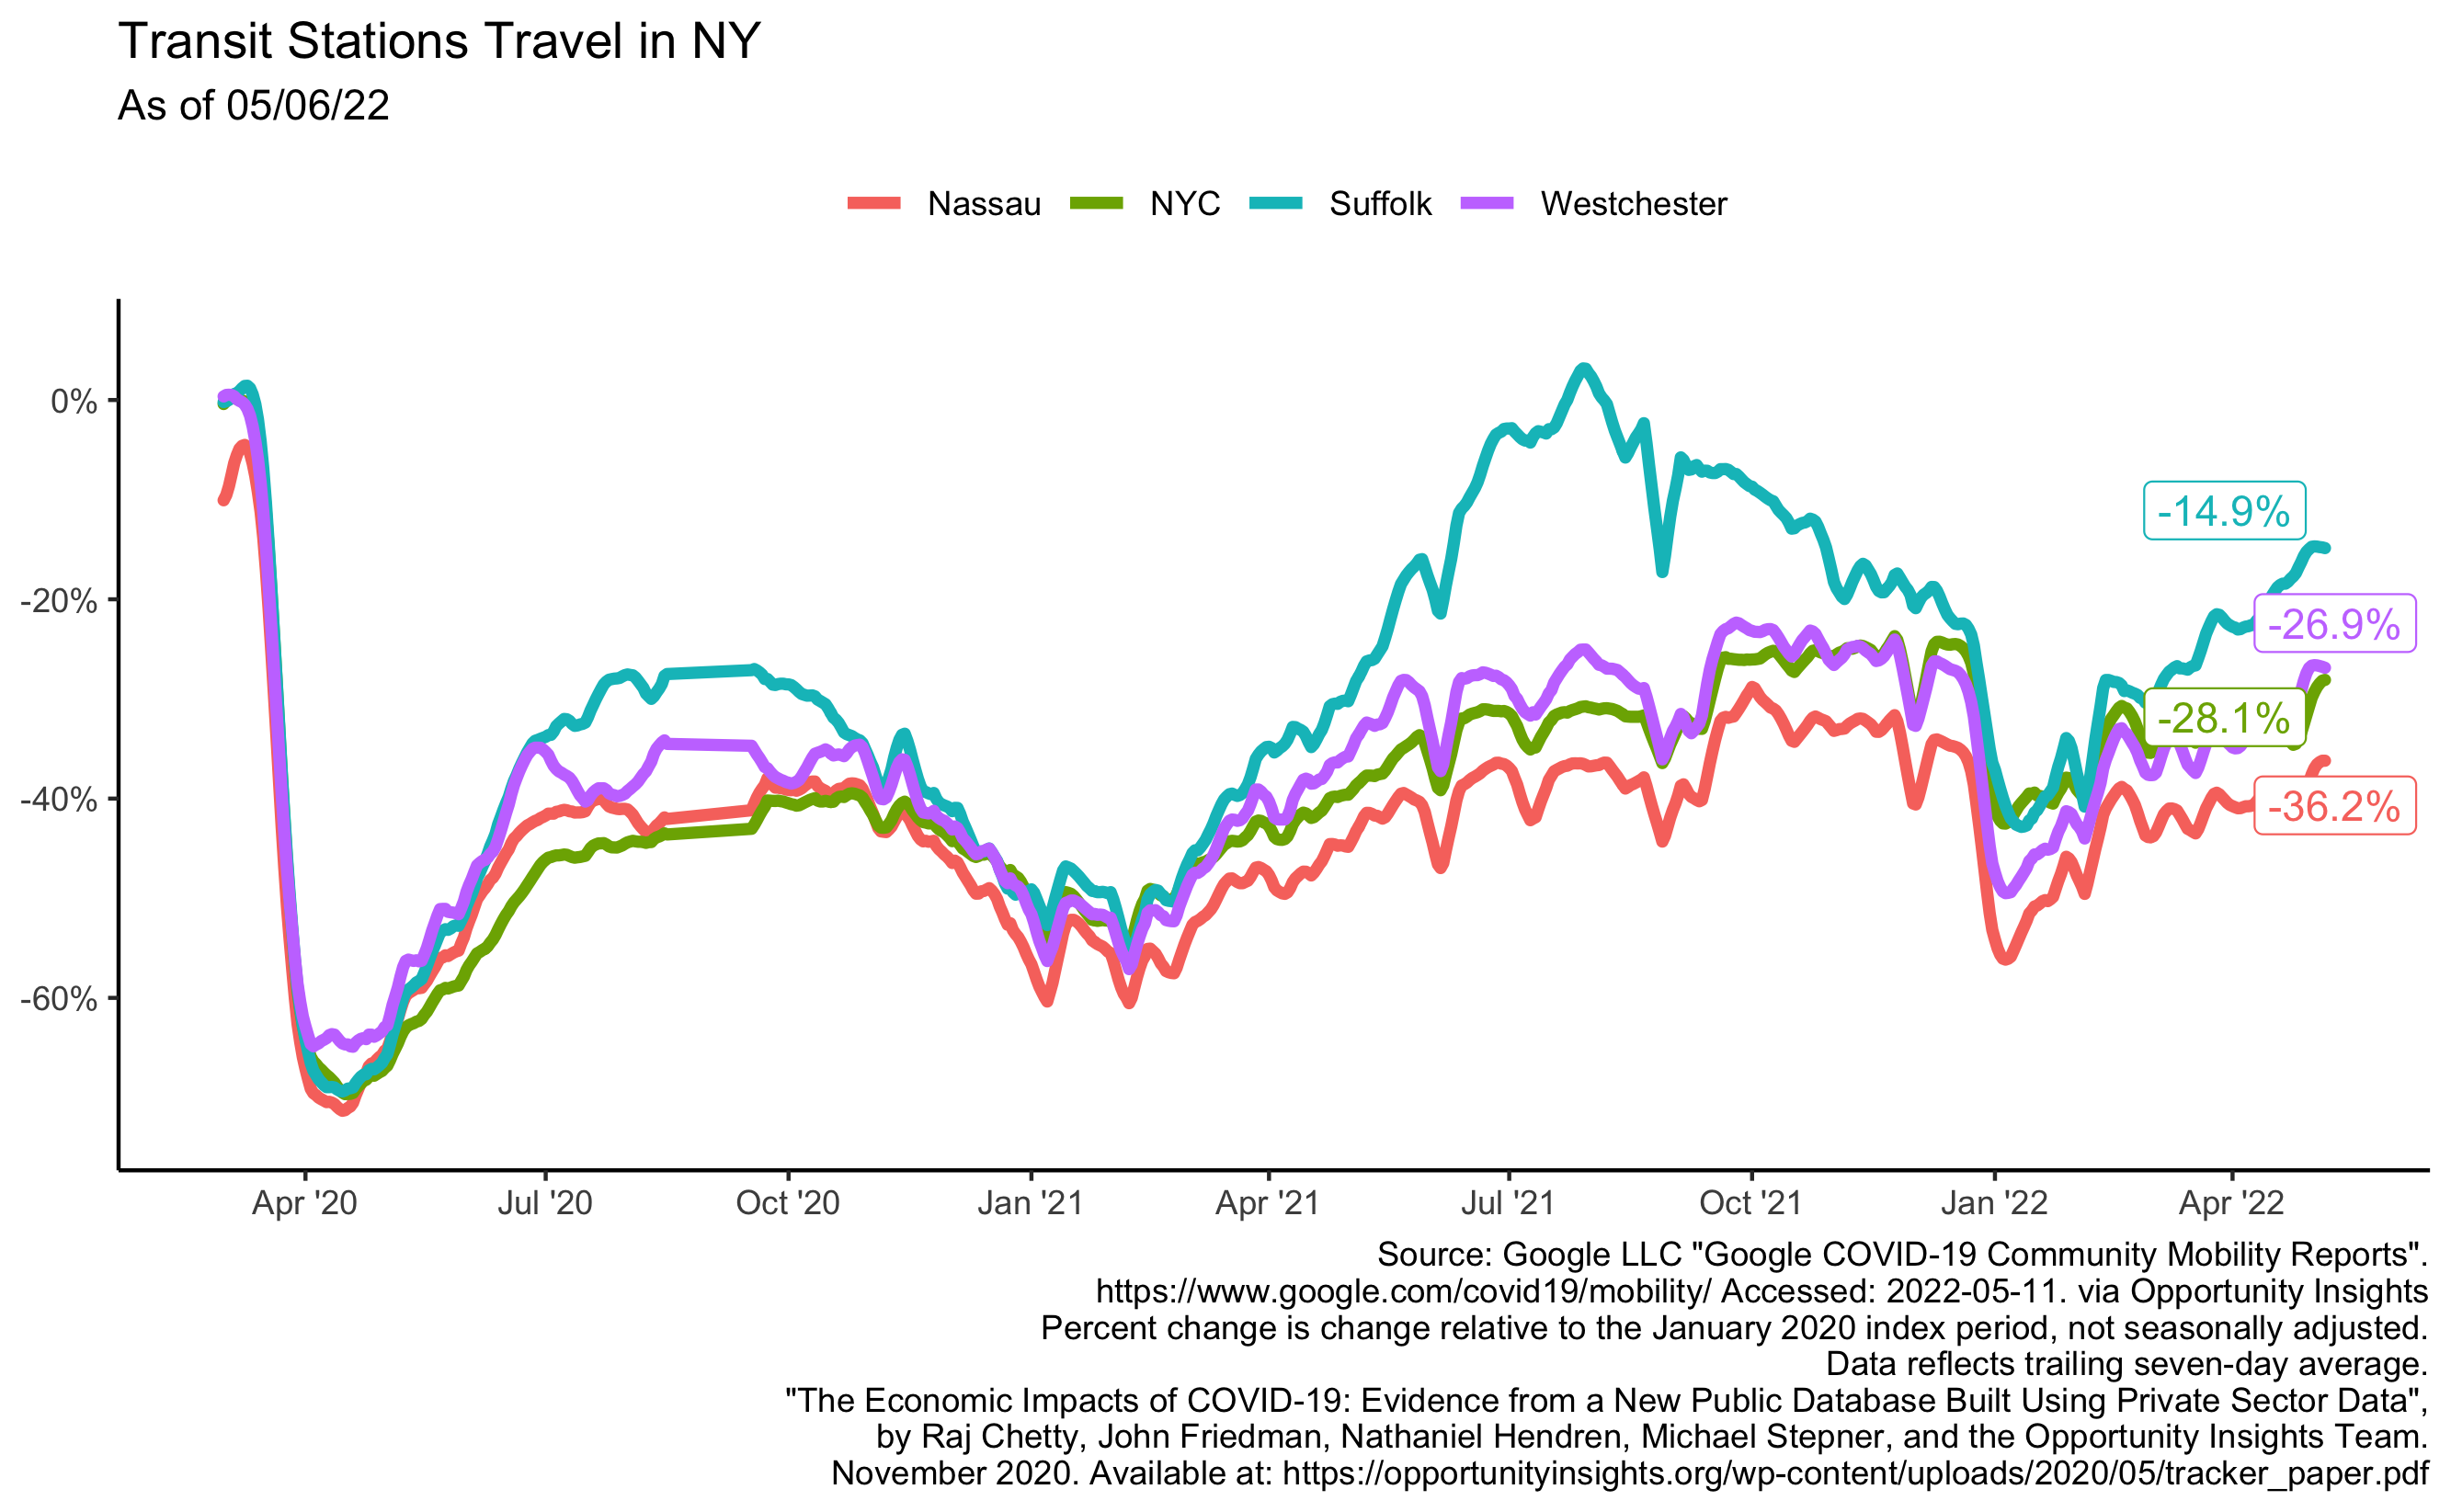 Transit Stations Travel in NY
As of 05/06/22
Nassau NYC Suffolk Westchester
0%
-20%
-40%
-60%
-14.9%
-26.9%
-28.1%
-36.2%
Apr '20 Jul '20 Oct '20 Jan '21 Apr '21 Jul '21 Oct '21 Jan '22 Apr '22
Source: Google LLC "Google COVID-19 Community Mobility Reports".
https://www.google.com/covid19/mobility/ Accessed: 2022-05-11. via Opportunity Insights
Percent change is change relative to the January 2020 index period, not seasonally adjusted.
Data reflects trailing seven-day average.
"The Economic Impacts of COVID-19: Evidence from a New Public Database Built Using Private Sector Data",
by Raj Chetty, John Friedman, Nathaniel Hendren, Michael Stepner, and the Opportunity Insights Team.
November 2020. Available at: https://opportunityinsights.org/wp-content/uploads/2020/05/tracker_paper.pdf